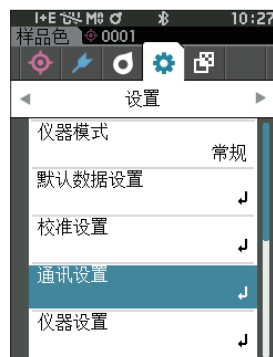 I+E M0 10:27
样品色 0001
设置
仪器模式
常规
默认数据设置
校准设置
通讯设置
仪器设置